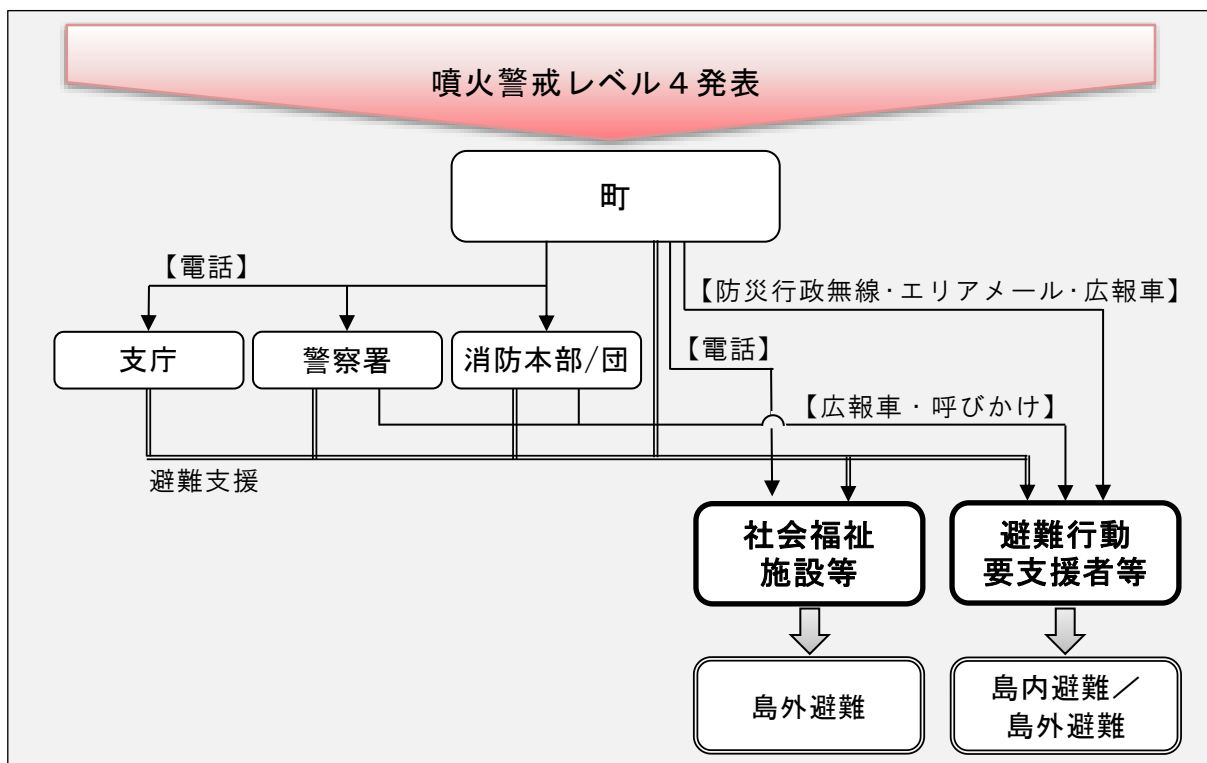 噴火警戒レベル４発表
町
【電話】
【防災行政無線・エリアメール・広報車】
支庁
警察署
消防本部/団
【電話】
【広報車・呼びかけ】
避難支援
社会福祉
施設等
避難行動
要支援者等
島外避難
島内避難／
島外避難